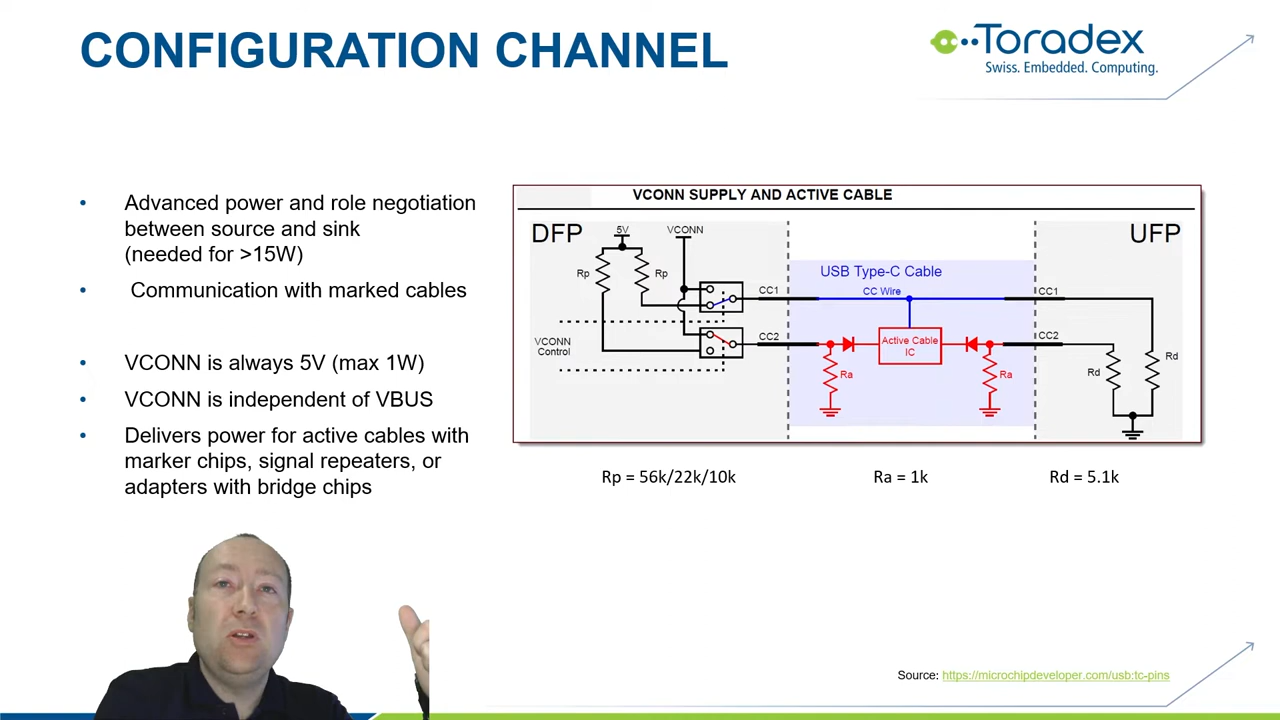 CONFIGURATION CHANNEL
Toradex
Swiss. Embedded. Computing.
• Advanced power and role negotiation
between source and sink
(needed for >15W)
• Communication with marked cables
• VCONN is always 5V (max 1W)
• VCONN is independent of VBUS
• Delivers power for active cables with
marker chips, signal repeaters, or
adapters with bridge chips
VCONN SUPPLY AND ACTIVE CABLE
DFP
5V
VCONN
UFP
Rp
Rp
USB Type-C Cable
CC1
CC Wire
CC1
VCONN
Control
CC2
Active Cable
IC
CC2
Ra
Ra
Rd
Rd
Rp = 56k/22k/10k
Ra = 1k
Rd = 5.1k
Source: https://microchipdeveloper.com/usb:tc-pins